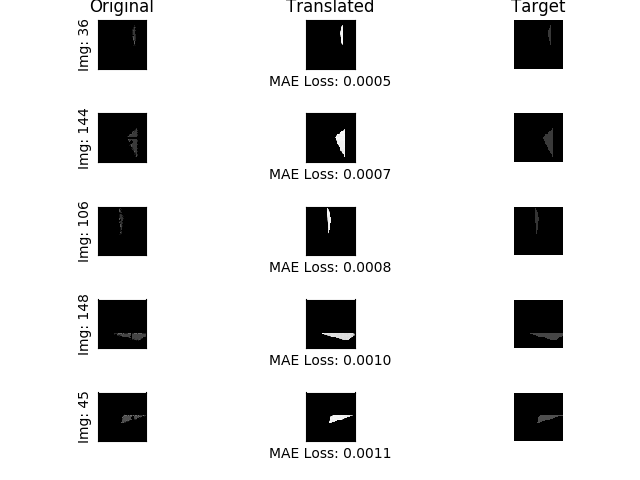 Original Translated Target
Img: 36
MAE Loss: 0.0005
Img: 144
MAE Loss: 0.0007
Img: 106
MAE Loss: 0.0008
Img: 148
MAE Loss: 0.0010
Img: 45
MAE Loss: 0.0011